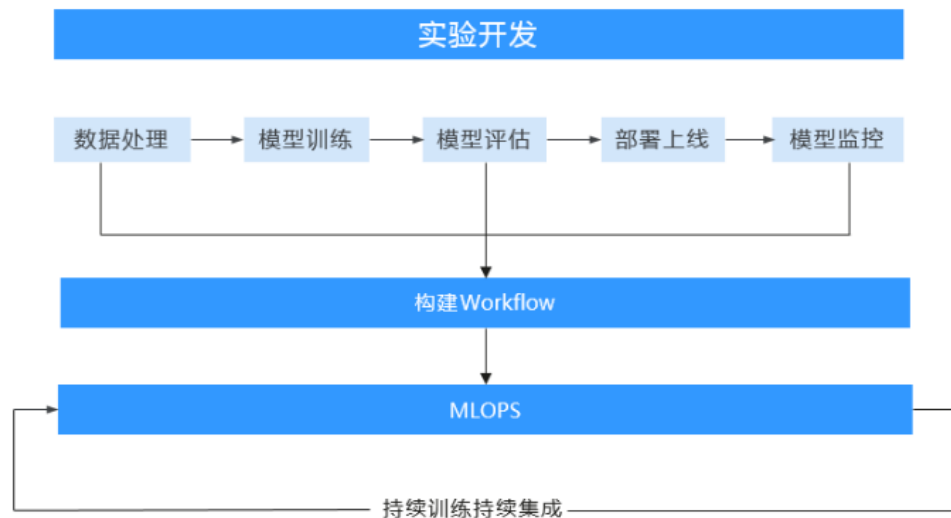 实验开发
数据处理
模型训练
模型评估
部署上线
模型监控
构建Workflow
MLOPS
持续训练持续集成